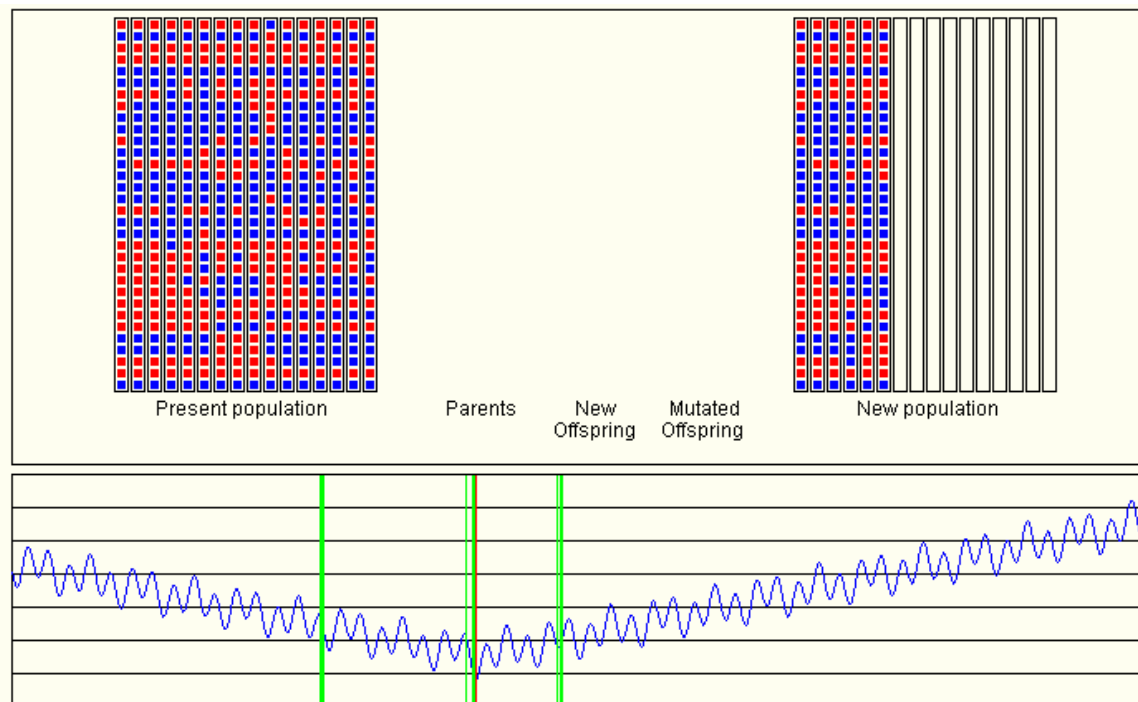 Present population
Parents
New
Offspring
Mutated
Offspring
New population